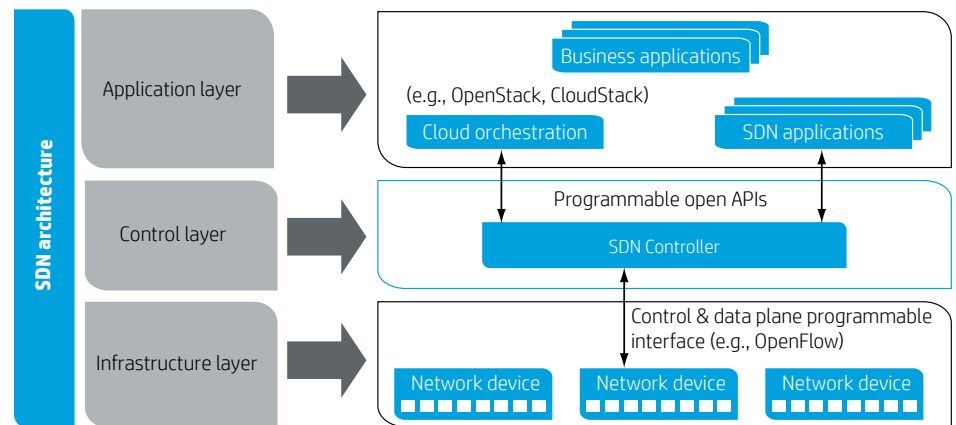 SDN architecture
Application layer
Business applications
(e.g., OpenStack, CloudStack)
Cloud orchestration
SDN applications
Control layer
Programmable open APIs
SDN Controller
Infrastructure layer
Control & data plane programmable
interface (e.g., OpenFlow)
Network device
Network device
Network device